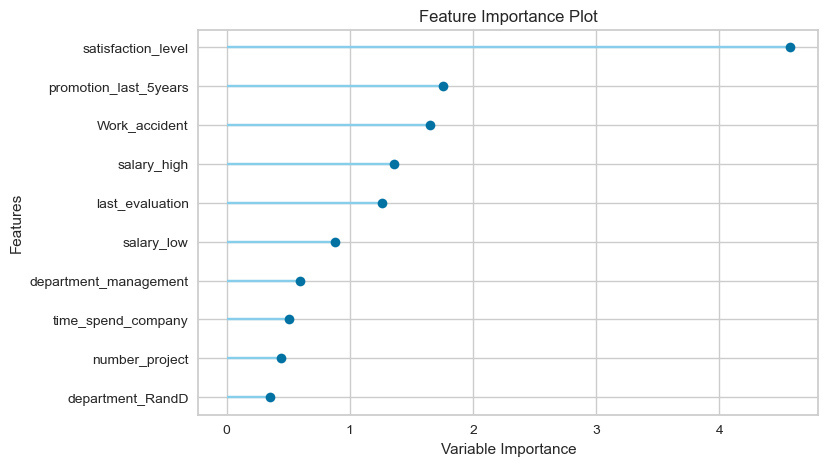 Feature Importance Plot
satisfaction_level
promotion_last_5years
Work_accident
salary_high
last_evaluation
salary_low
department_management
time_spend_company
number_project
department_RandD
Features
0 1 2 3 4
Variable Importance